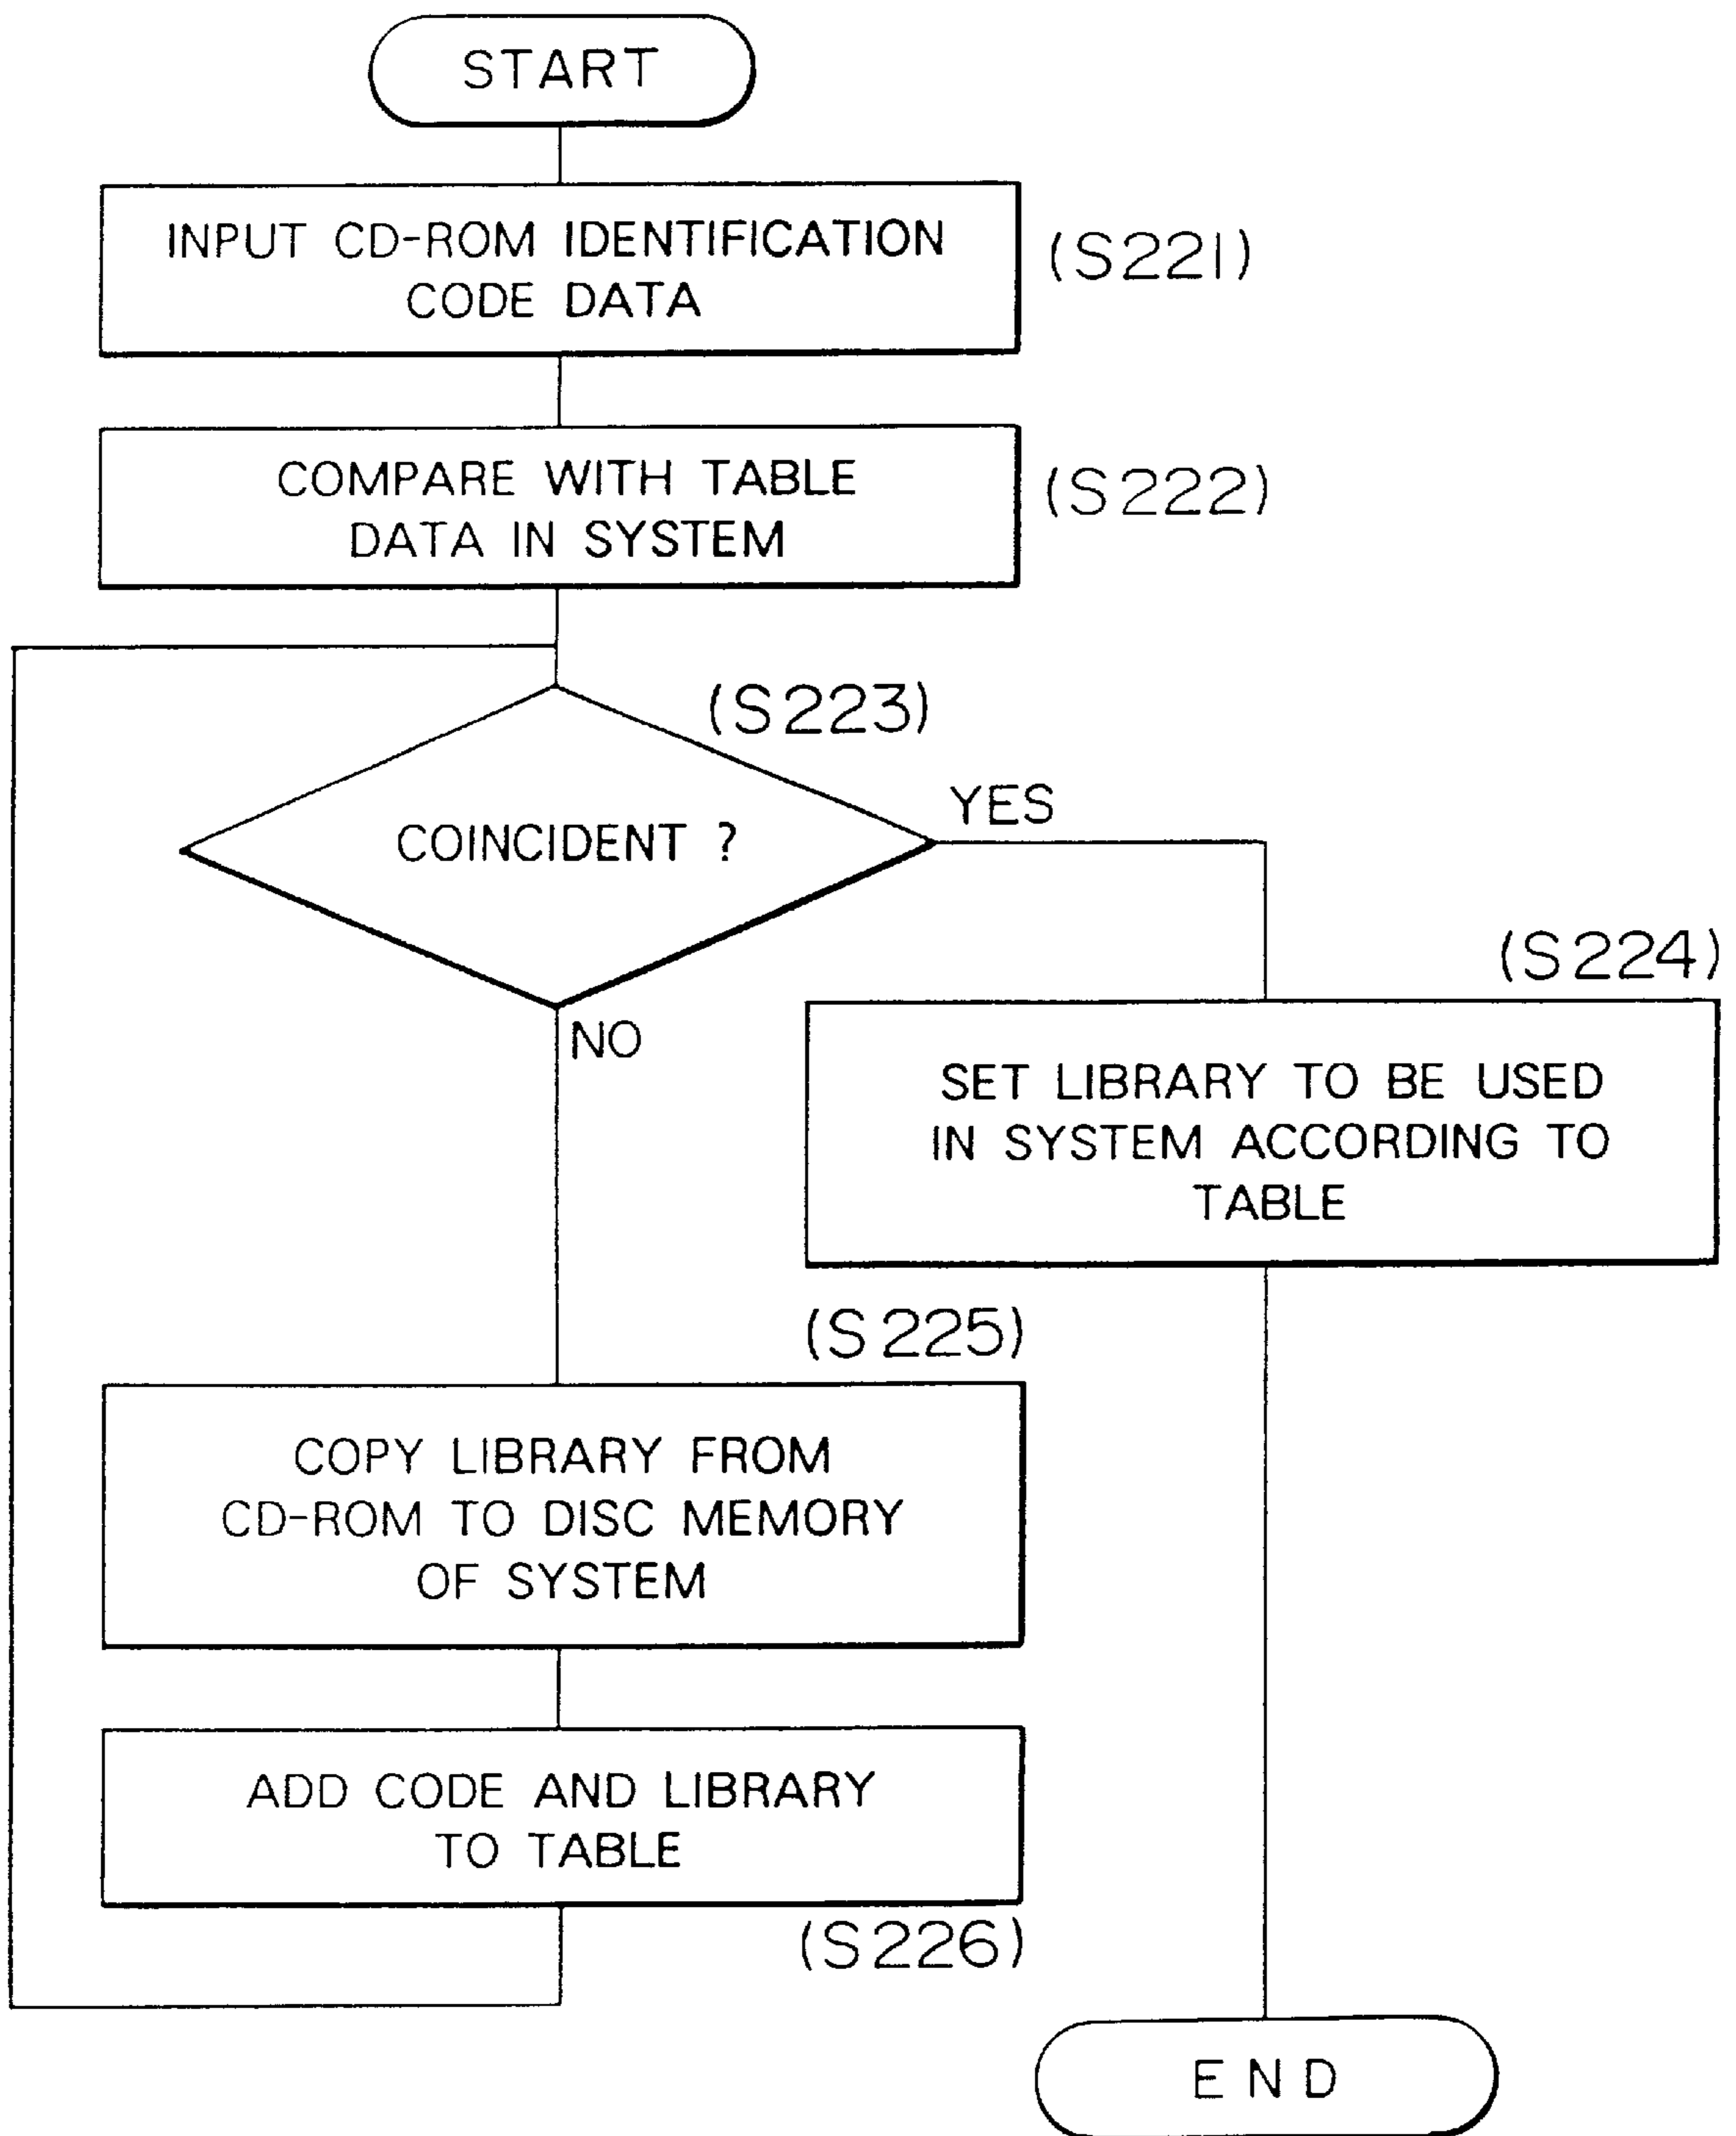 START
INPUT CD-ROM IDENTIFICATION
CODE DATA
(S221)
COMPARE WITH TABLE
DATA IN SYSTEM
(S222)
(S223)
COINCIDENT ?
YES
NO
(S224)
SET LIBRARY TO BE USED
IN SYSTEM ACCORDING TO
TABLE
(S225)
COPY LIBRARY FROM
CD-ROM TO DISC MEMORY
OF SYSTEM
ADD CODE AND LIBRARY
TO TABLE
(S226)
END